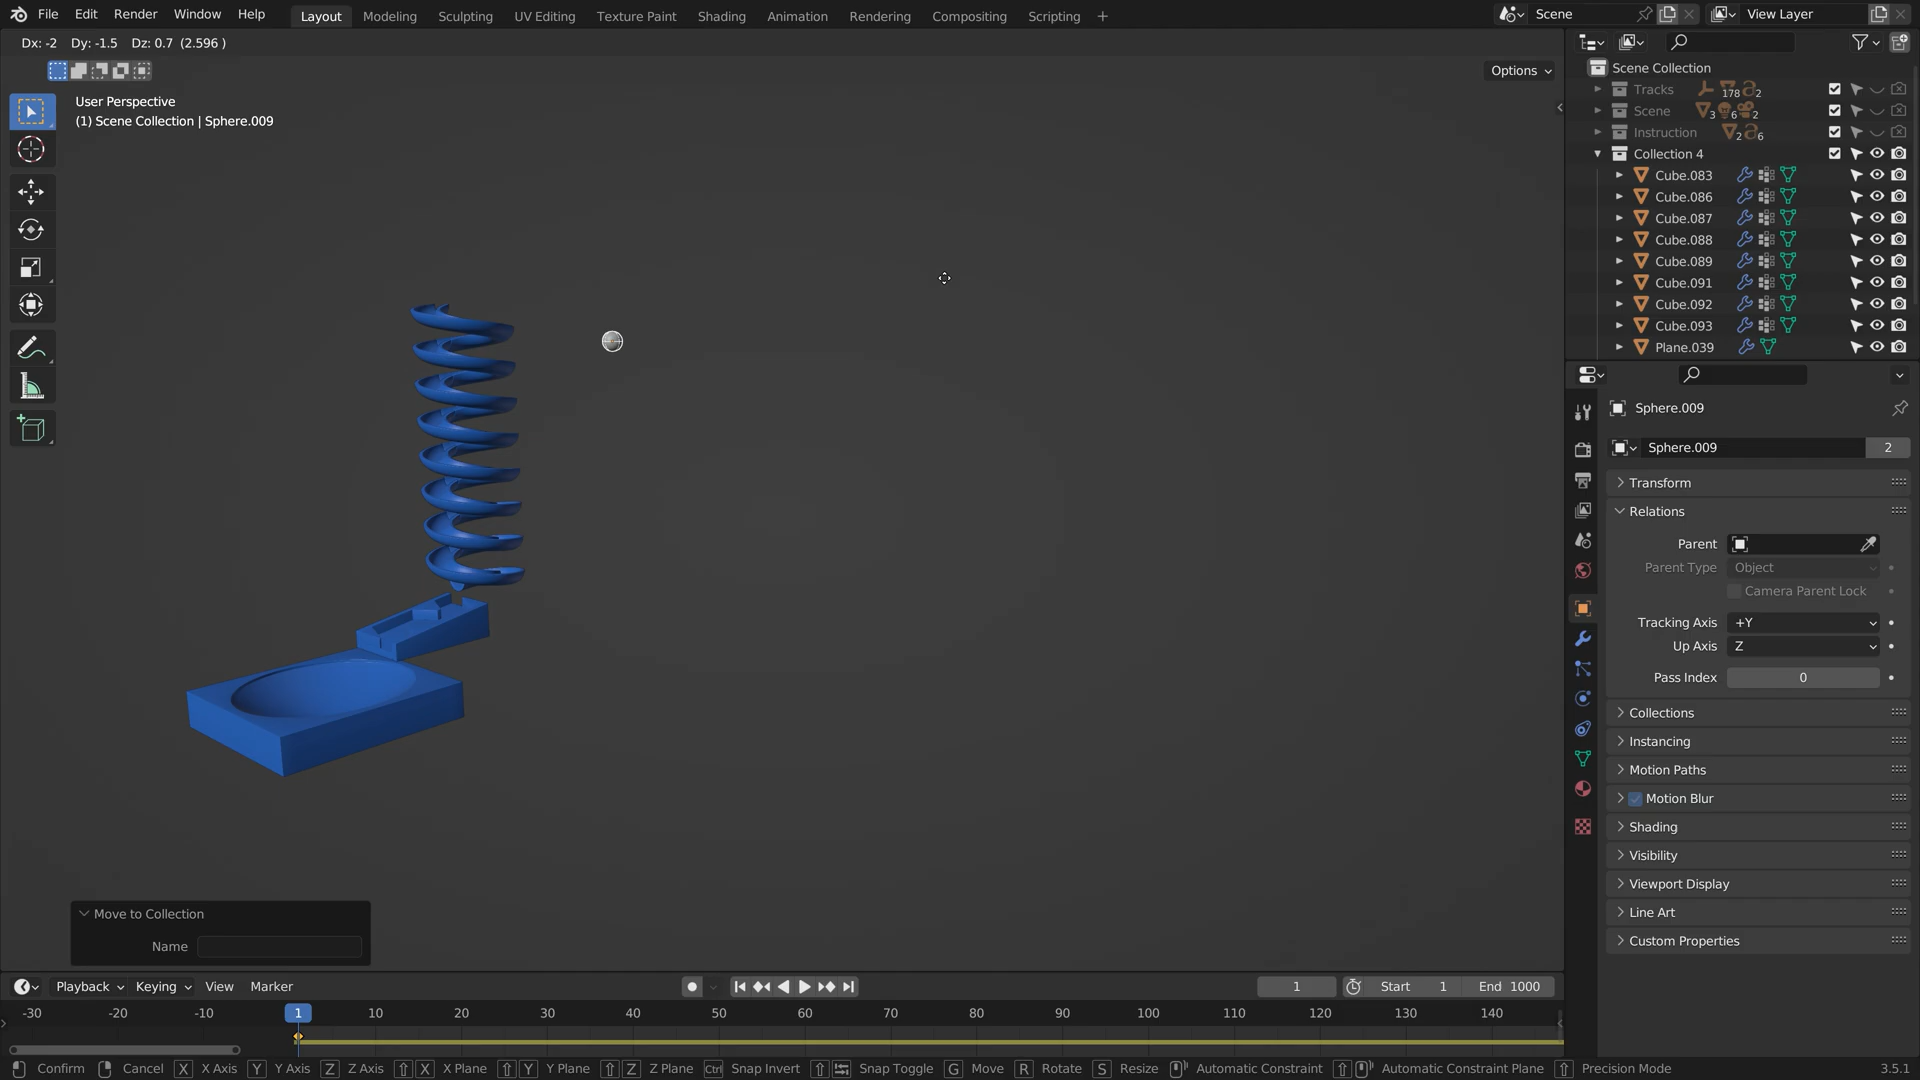 File Edit Render Window Help Layout Modeling Sculpting UV Editing Texture Paint Shading Animation Rendering Compositing Scripting + Scene View Layer
Dx: -2 Dy: -1.5 Dz: 0.7 (2.596 )
Options
User Perspective
(1) Scene Collection | Sphere.009
Scene Collection
Tracks 178 2
Scene 3 6 2
Instruction 2 6
Collection 4
Cube.083
Cube.086
Cube.087
Cube.088
Cube.089
Cube.091
Cube.092
Cube.093
Plane.039
Sphere.009
Sphere.009 2
Transform
Relations
Parent
Parent Type Object
Camera Parent Lock
Tracking Axis +Y
Up Axis Z
Pass Index 0
Collections
Instancing
Motion Paths
Motion Blur
Shading
Visibility
Viewport Display
Line Art
Custom Properties
Move to Collection
Name
Playback Keying View Marker 1 Start 1 End 1000
-30 -20 -10 1 10 20 30 40 50 60 70 80 90 100 110 120 130 140
Confirm Cancel X X Axis Y Y Axis Z Z Axis X X Plane Y Y Plane Z Z Plane Ctrl Snap Invert Snap Toggle G Move R Rotate S Resize Automatic Constraint Automatic Constraint Plane Precision Mode 3.5.1